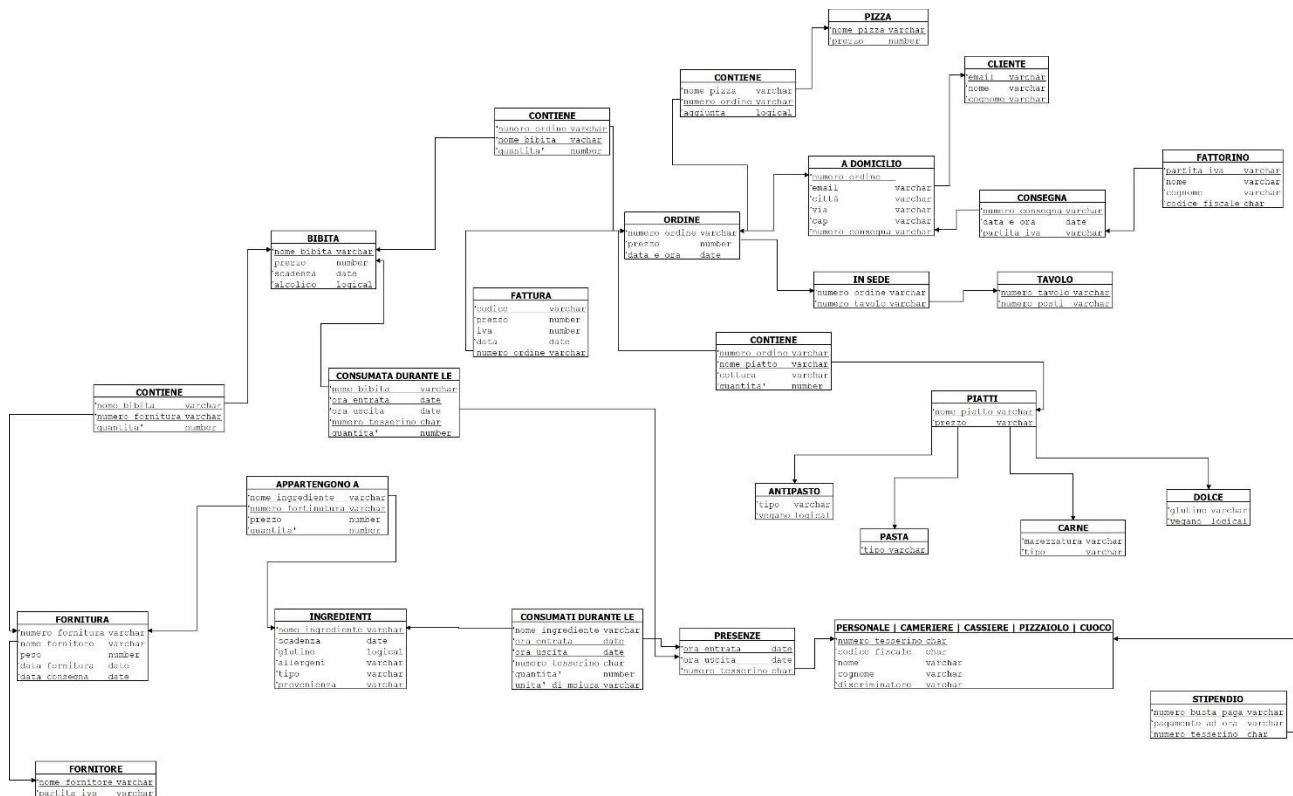 PIZZA
*nome pizza varchar
*prezzo number
CLIENTE
*email varchar
*nome varchar
*cognome varchar
CONTIENE
*nome pizza varchar
*numero ordine varchar
*aggiunta logical
CONTIENE
*numero ordine varchar
*nome bibita vachar
*quantita' number
A DOMICILIO
*numero ordine
*email varchar
*città varchar
*via varchar
*cap varchar
*numero consegna varchar
FATTORINO
*partita iva varchar
*nome varchar
*cognome varchar
*codice fiscale char
CONSEGNA
*numero consegna varchar
*data e ora date
*partita iva varchar
ORDINE
*numero ordine varchar
*prezzo number
*data e ora date
BIBITA
*nome bibita varchar
*prezzo number
*scadenza date
*alcolico logical
IN SEDE
*numero ordine varchar
*numero tavolo varchar
TAVOLO
*numero tavolo varchar
*numero posti varchar
FATTURA
*codice varchar
*prezzo number
*iva number
*data date
numero ordine varchar
CONTIENE
*numero ordine varchar
*nome piatto varchar
*cottura varchar
*quantita' number
CONSUMATA DURANTE LE
*nome bibita varchar
*ora entrata date
*ora uscita date
*numero tesserino char
quantita' number
CONTIENE
*nome bibita varchar
*numero fornitura varchar
*quantita' number
PIATTI
*nome piatto varchar
*prezzo varchar
APPARTENGONO A
*nome ingrediente varchar
*numero fortinutura varchar
*prezzo number
*quantita' number
ANTIPASTO
*tipo varchar
*vegano logical
DOLCE
*glutine varchar
*vegano logical
PASTA
*tipo varchar
CARNE
*marezzatura varchar
*tipo varchar
FORNITURA
*numero fornitura varchar
*nome fornitore varchar
peso number
*data fornitura date
*data consegna date
INGREDIENTI
*nome ingrediente varchar
*scadenza date
*glutine logical
*allergeni varchar
*tipo varchar
*provenienza varchar
CONSUMATI DURANTE LE
nome ingrediente varchar
*ora entrata date
*ora uscita date
*numero tesserino char
*quantita' number
unita' di msiura varchar
PRESENZE
*ora entrata date
*ora uscita date
*numero tesserino char
PERSONALE | CAMERIERE | CASSIERE | PIZZAIOLO | CUOCO
*numero tesserino char
*codice fiscale char
*nome varchar
*cognome varchar
*discriminatore varchar
STIPENDIO
*numero busta paga varchar
*pagamento ad ora varchar
*numero tesserino char
FORNITORE
*nome fornitore varchar
*partita iva varchar